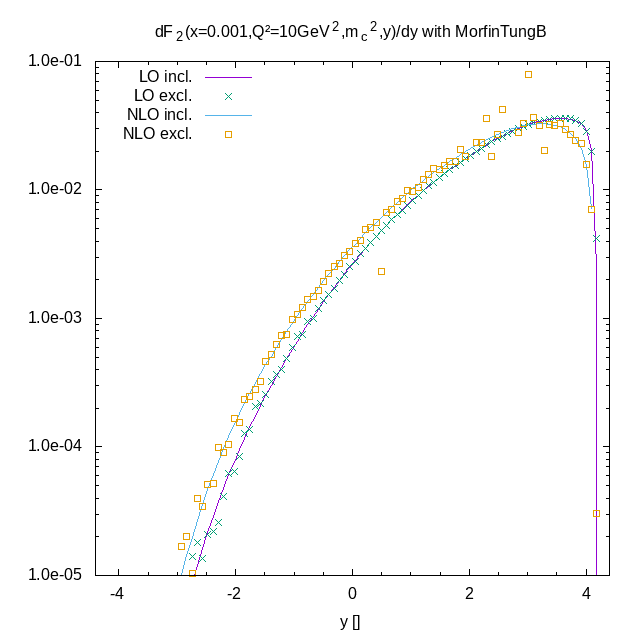 dF₂(x=0.001,Q²=10GeV²,m_c²,y)/dy with MorfinTungB
1.0e-01
LO incl.
LO excl.
NLO incl.
NLO excl.
1.0e-02
1.0e-03
1.0e-04
1.0e-05
-4 -2 0 2 4
y []